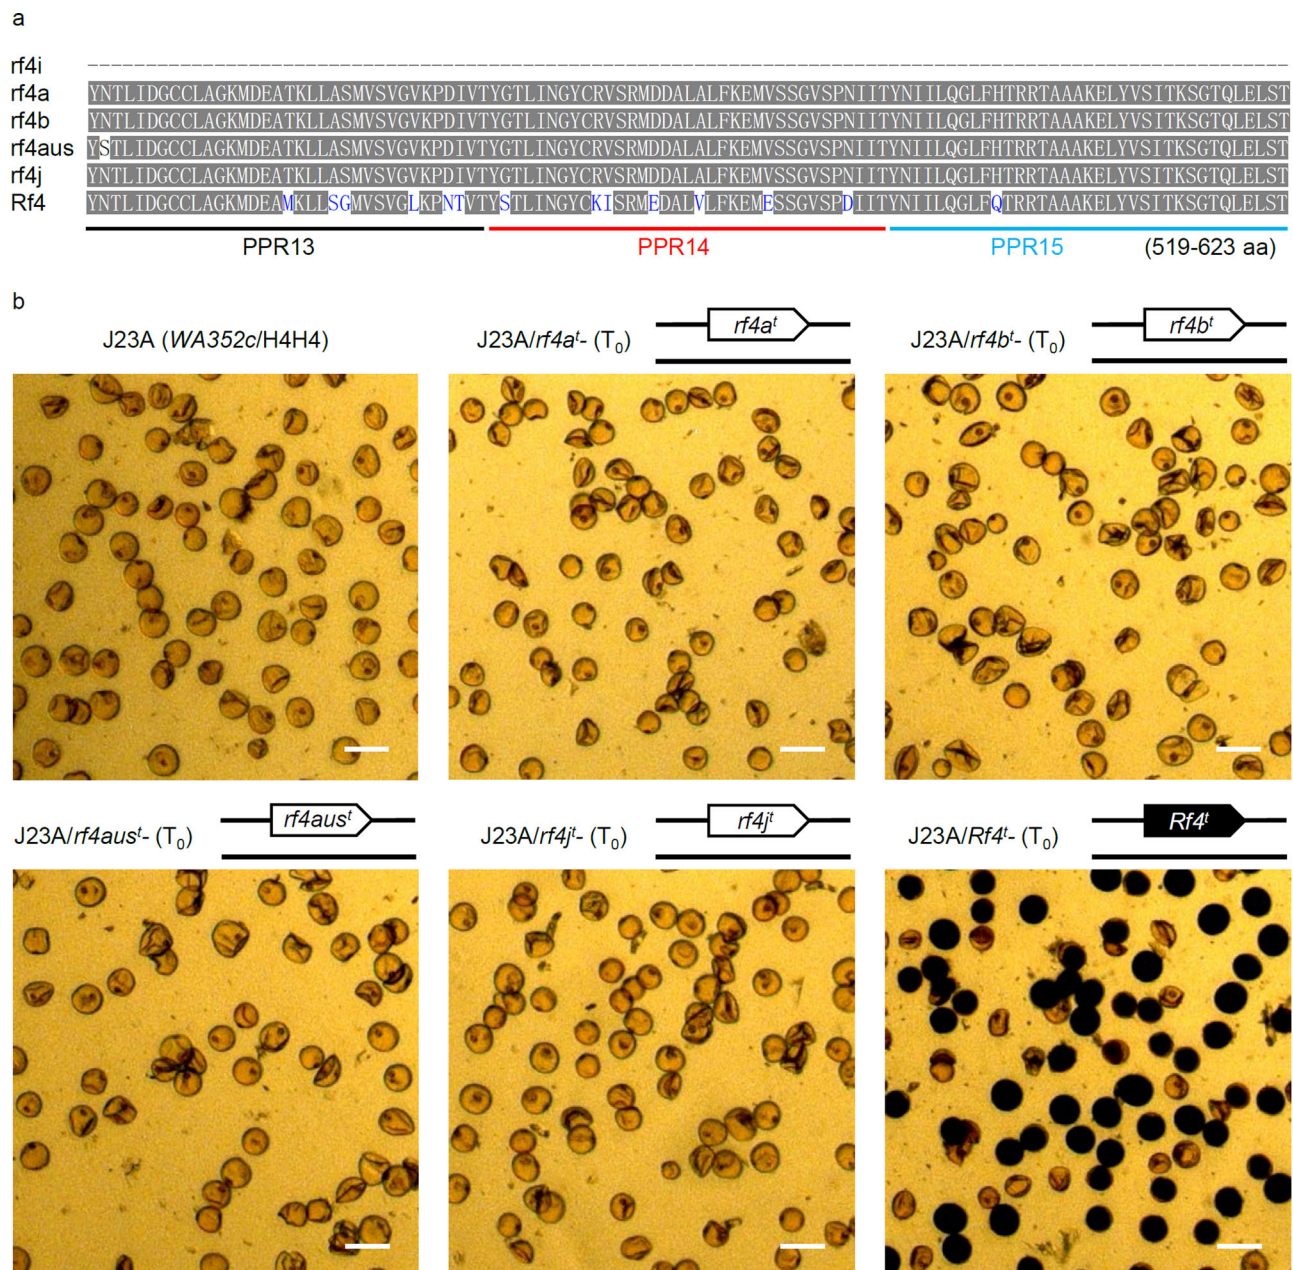 a
rf4i ---------------------------------------------------------------------------------------------------------
rf4a YNTLIDGCCLAGKMDEATKLLASMVSVGVKPDIVTYGTLINGYCRVSRMDDALALFKEMVSSGVSPNIITYNIILQGLFHTRRTAAAKELYVSITKSGTQLELST
rf4b YNTLIDGCCLAGKMDEATKLLASMVSVGVKPDIVTYGTLINGYCRVSRMDDALALFKEMVSSGVSPNIITYNIILQGLFHTRRTAAAKELYVSITKSGTQLELST
rf4aus YSTLIDGCCLAGKMDEATKLLASMVSVGVKPDIVTYGTLINGYCRVSRMDDALALFKEMVSSGVSPNIITYNIILQGLFHTRRTAAAKELYVSITKSGTQLELST
rf4j YNTLIDGCCLAGKMDEATKLLASMVSVGVKPDIVTYGTLINGYCRVSRMDDALALFKEMVSSGVSPNIITYNIILQGLFHTRRTAAAKELYVSITKSGTQLELST
Rf4 YNTLIDGCCLAGKMDEAMKLLSGMVSVGLKPNTVTYSTLINGYCKISRMEDALVLFKEMESSGVSPDIITYNIILQGLFQTRRTAAAKELYVSITKSGTQLELST
PPR13 PPR14 PPR15 (519-623 aa)
b
J23A (WA352c/H4H4)
J23A/rf4aᵗ- (T₀)
rf4aᵗ
J23A/rf4bᵗ- (T₀)
rf4bᵗ
J23A/rf4ausᵗ- (T₀)
rf4ausᵗ
J23A/rf4jᵗ- (T₀)
rf4jᵗ
J23A/Rf4ᵗ- (T₀)
Rf4ᵗ